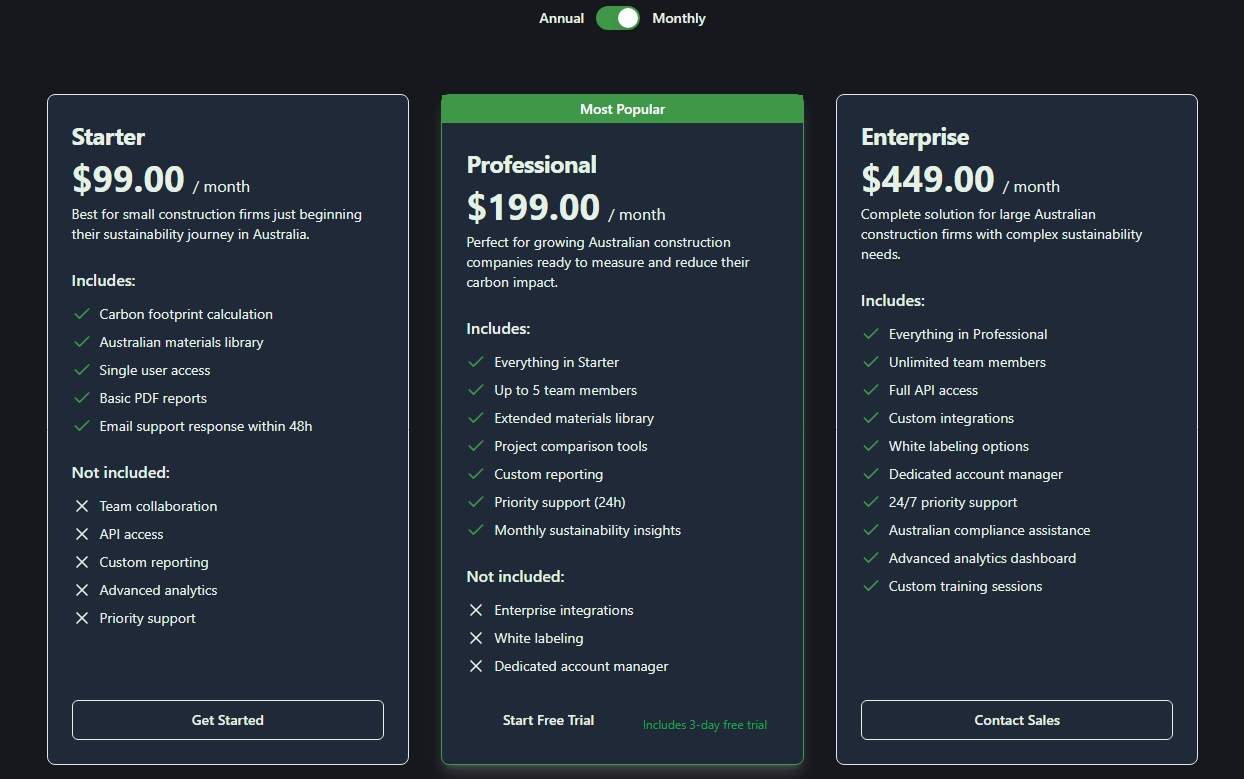 Annual Monthly
Starter
$99.00 / month
Best for small construction firms just beginning
their sustainability journey in Australia.
Includes:
Carbon footprint calculation
Australian materials library
Single user access
Basic PDF reports
Email support response within 48h
Not included:
Team collaboration
API access
Custom reporting
Advanced analytics
Priority support
Get Started
Most Popular
Professional
$199.00 / month
Perfect for growing Australian construction
companies ready to measure and reduce their
carbon impact.
Includes:
Everything in Starter
Up to 5 team members
Extended materials library
Project comparison tools
Custom reporting
Priority support (24h)
Monthly sustainability insights
Not included:
Enterprise integrations
White labeling
Dedicated account manager
Start Free Trial Includes 3-day free trial
Enterprise
$449.00 / month
Complete solution for large Australian
construction firms with complex sustainability
needs.
Includes:
Everything in Professional
Unlimited team members
Full API access
Custom integrations
White labeling options
Dedicated account manager
24/7 priority support
Australian compliance assistance
Advanced analytics dashboard
Custom training sessions
Contact Sales